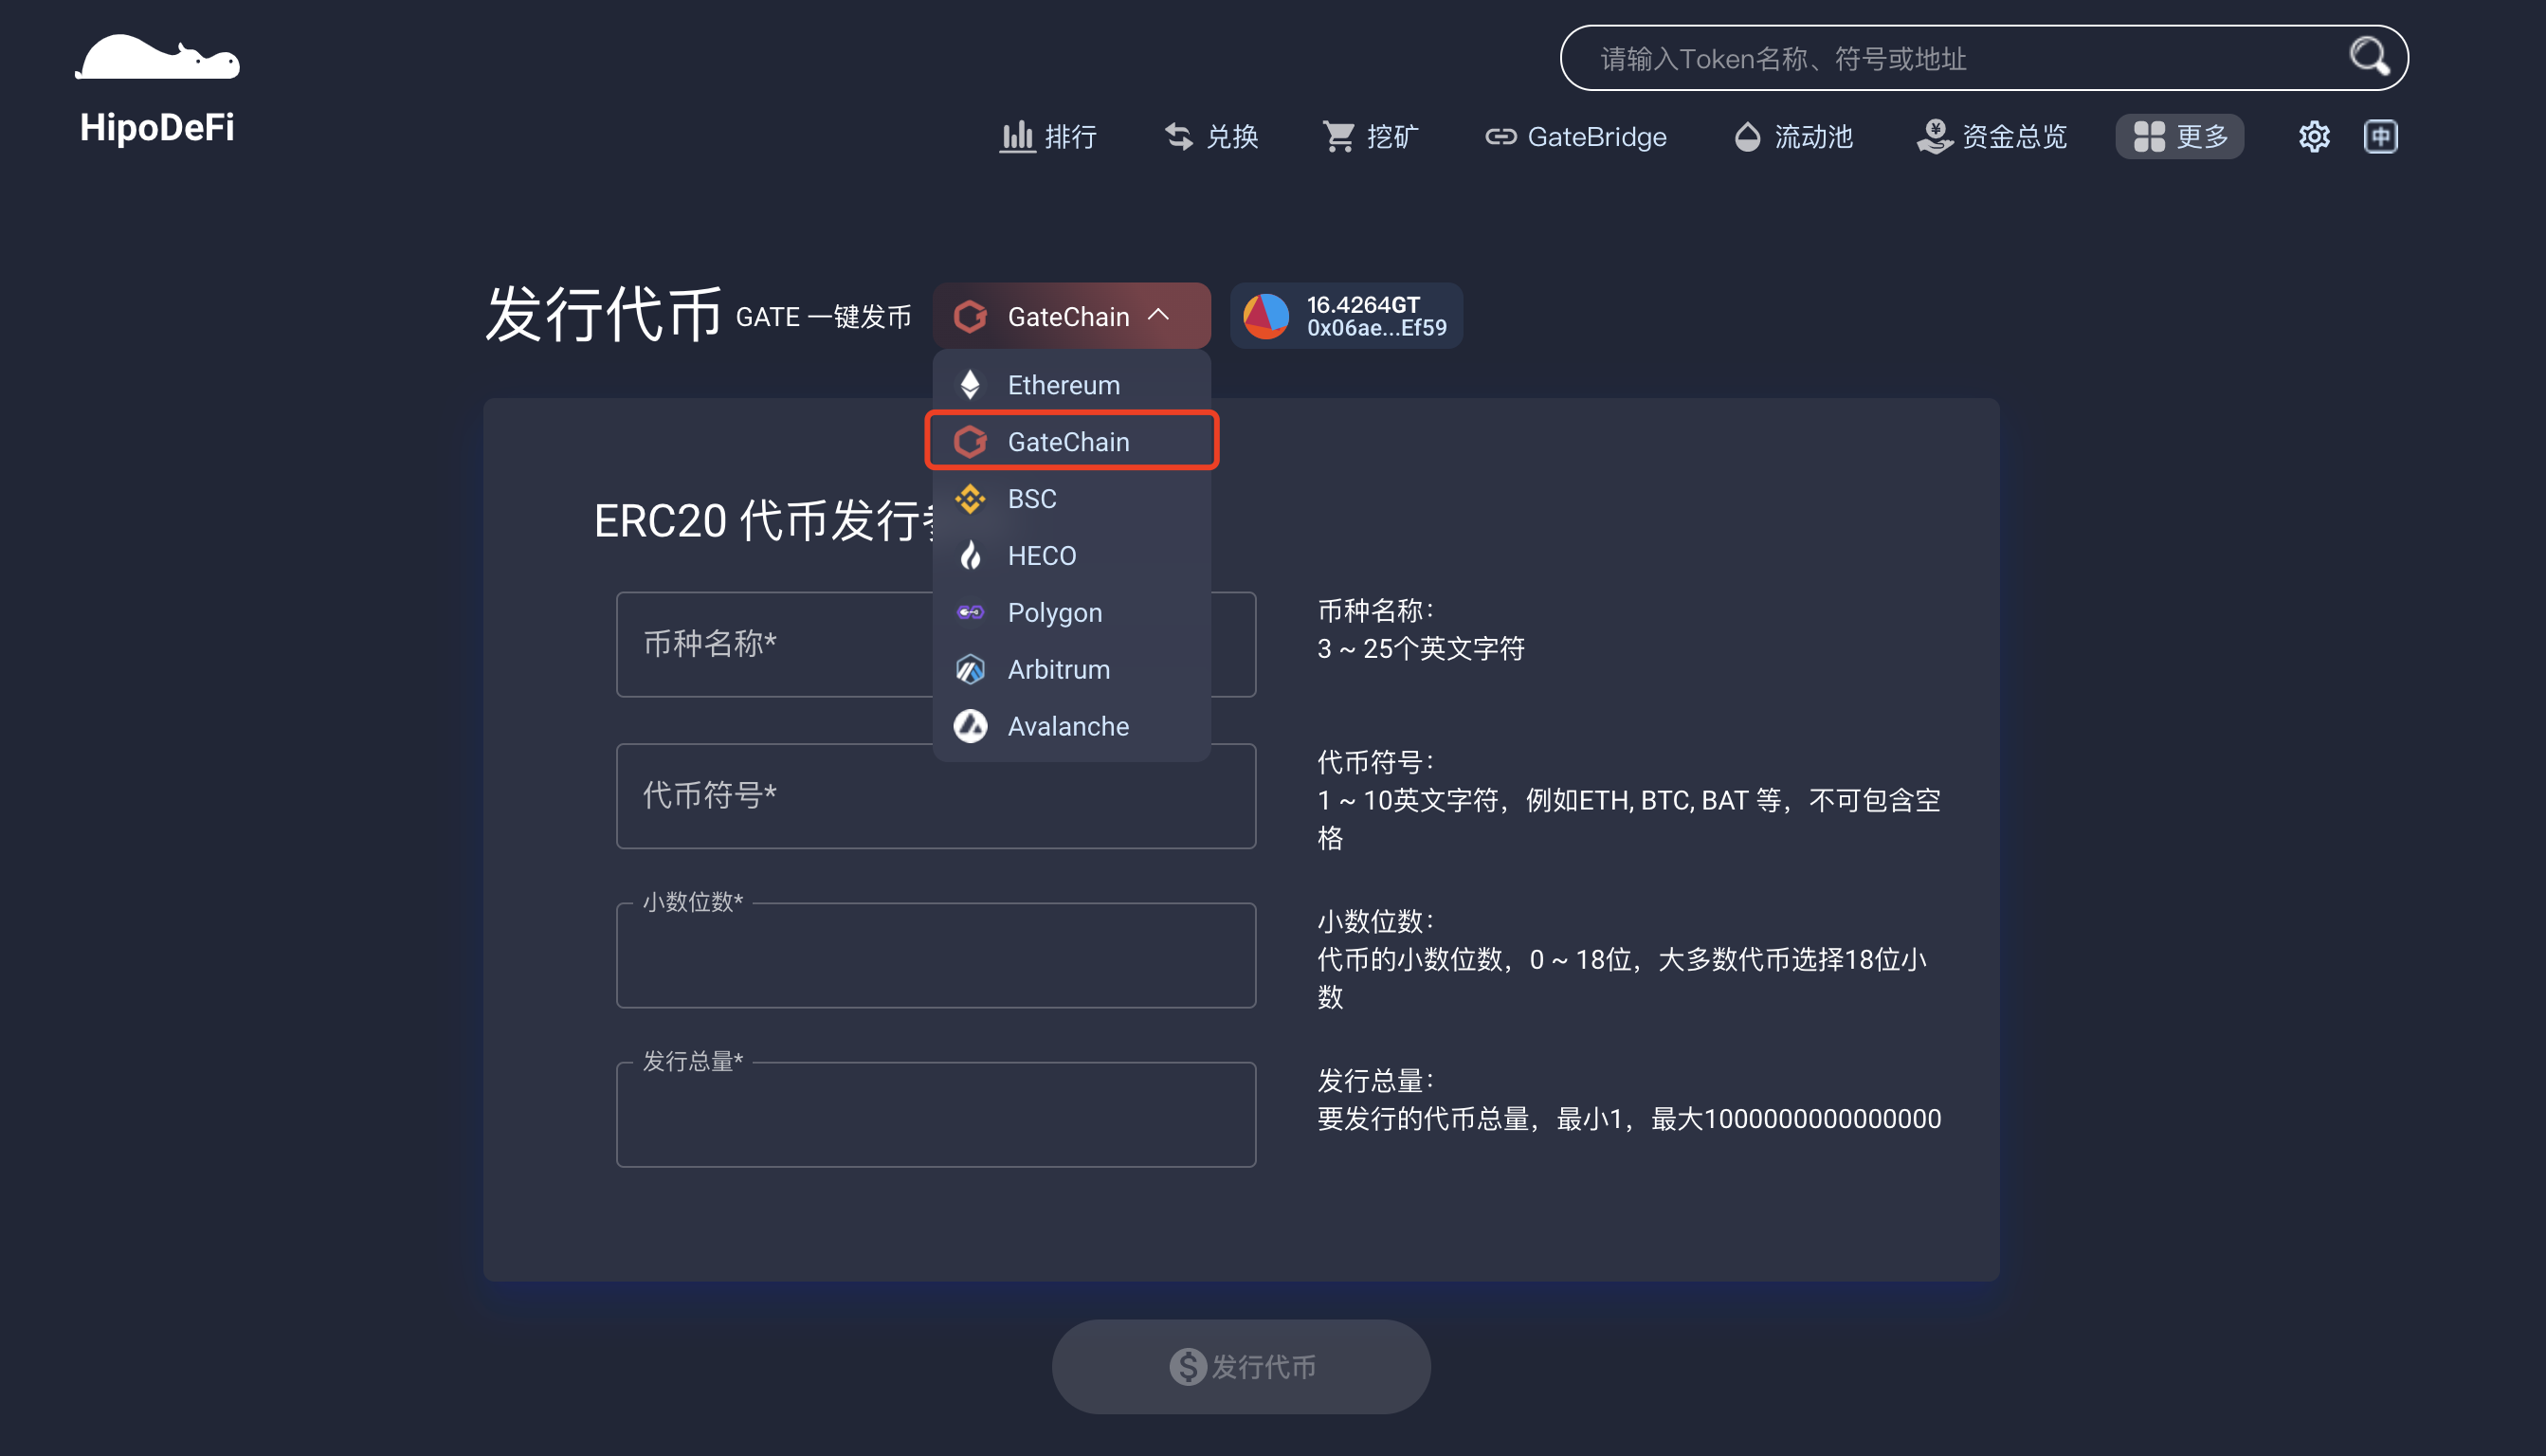 请输入Token名称、符号或地址
HipoDeFi
排行
兑换
挖矿
GateBridge
流动池
资金总览
更多
中
发行代币 GATE 一键发币
GateChain
16.4264GT
0x06ae...Ef59
Ethereum
GateChain
BSC
HECO
Polygon
Arbitrum
Avalanche
ERC20 代币发行
币种名称*
币种名称：
3 ~ 25个英文字符
代币符号*
代币符号：
1 ~ 10英文字符，例如ETH, BTC, BAT 等，不可包含空
格
小数位数*
小数位数：
代币的小数位数，0 ~ 18位，大多数代币选择18位小
数
发行总量*
发行总量：
要发行的代币总量，最小1，最大1000000000000000
发行代币